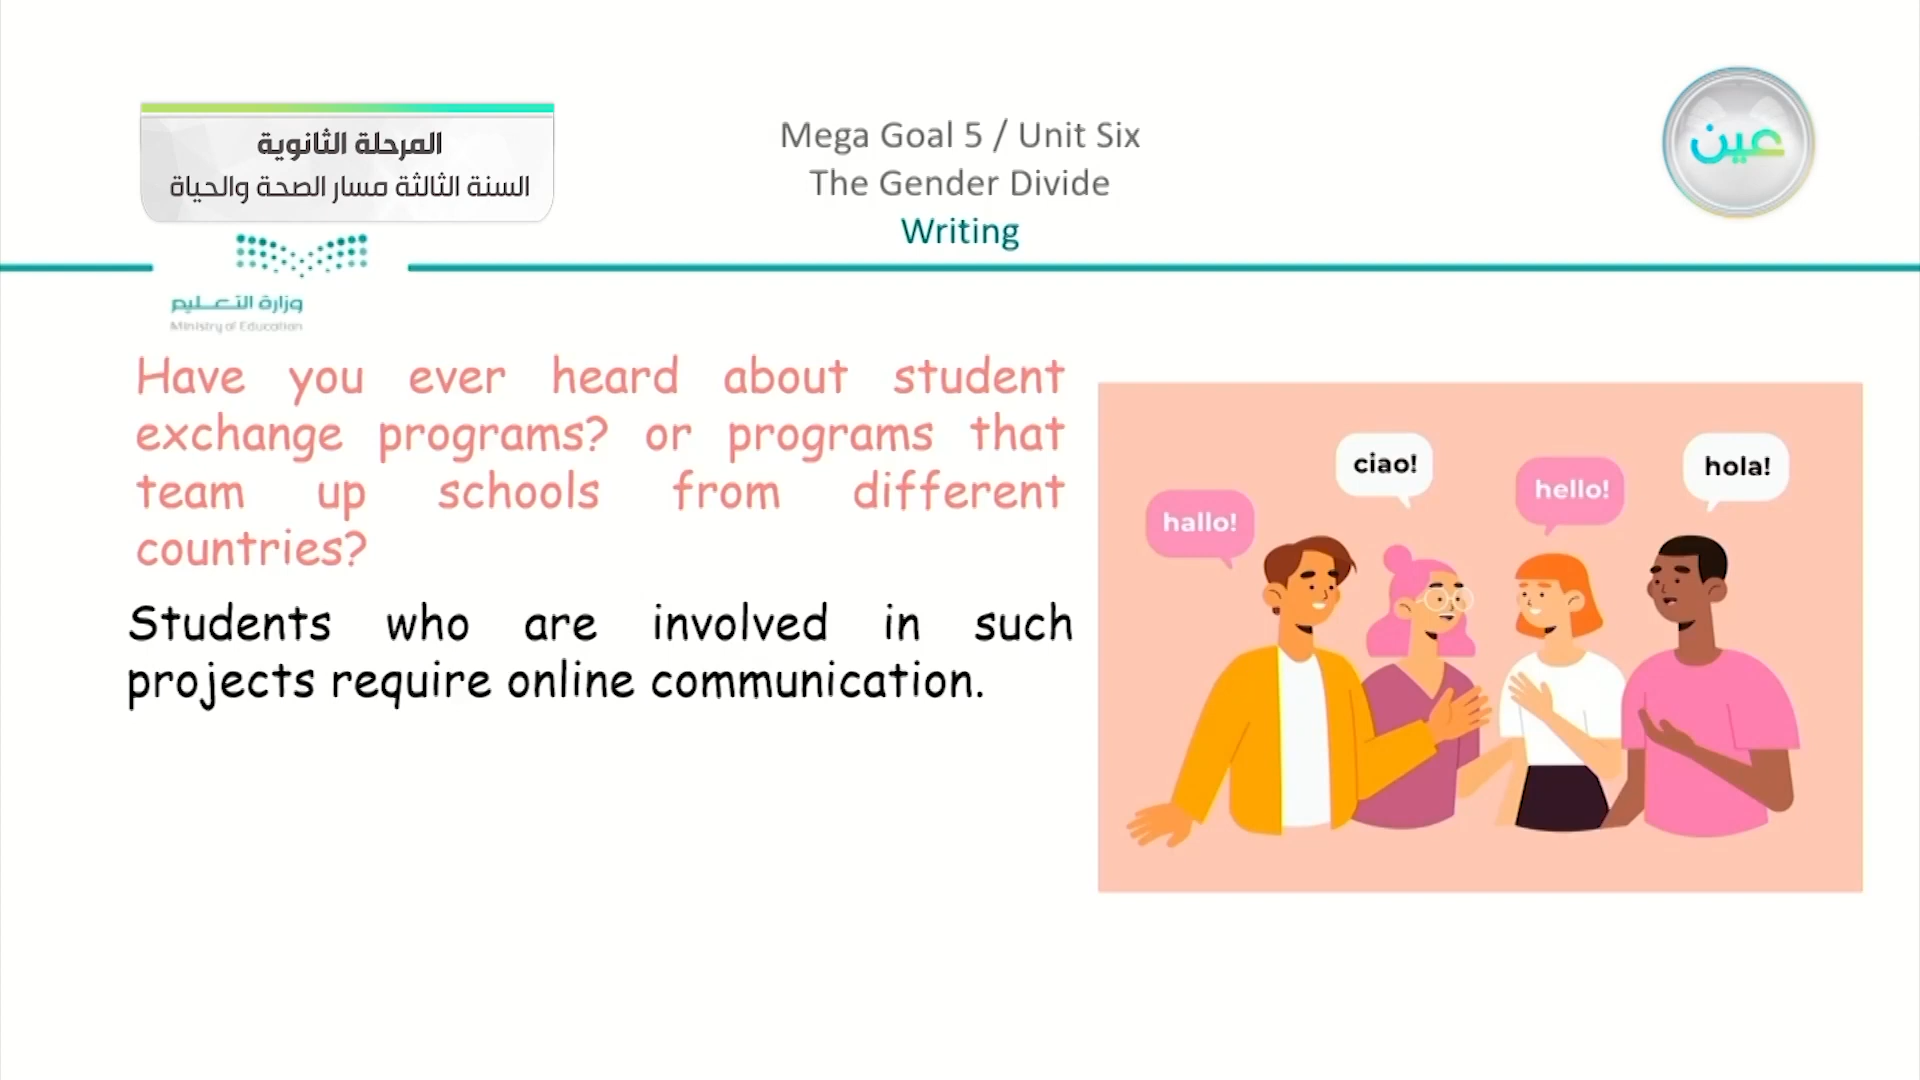 المرحلة الثانوية
السنة الثالثة مسار الصحة والحياة
Mega Goal 5 / Unit Six
The Gender Divide
Writing
عين
وزارة التعليم
Ministry of Education
Have you ever heard about student
exchange programs? or programs that
team up schools from different
countries?
Students who are involved in such
projects require online communication.
hallo!
ciao!
hello!
hola!